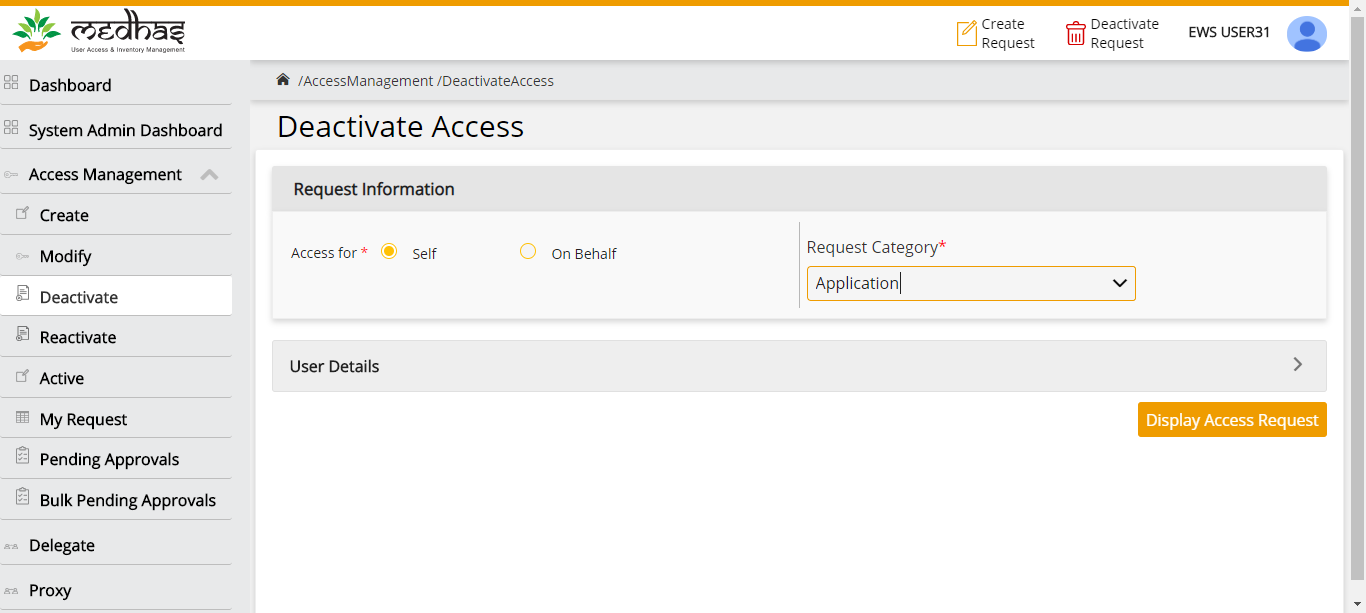 medhas
User Access & Inventory Management
Create
Request
Deactivate
Request
EWS USER31
Dashboard
System Admin Dashboard
Access Management
Create
Modify
Deactivate
Reactivate
Active
My Request
Pending Approvals
Bulk Pending Approvals
Delegate
Proxy
/AccessManagement /DeactivateAccess
Deactivate Access
Request Information
Access for *
Self
On Behalf
Request Category*
Application
User Details
Display Access Request